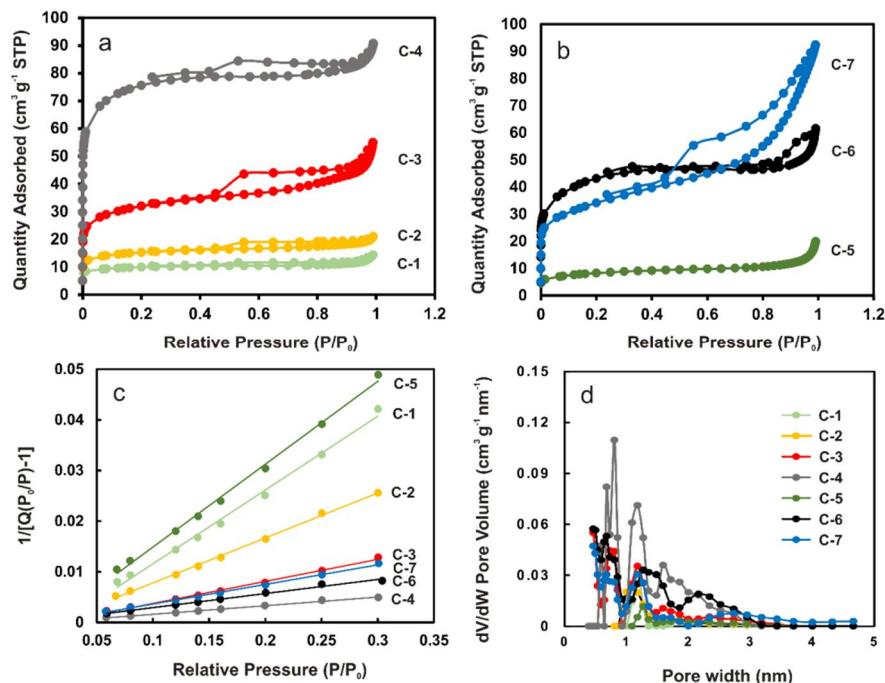 a
Quantity Adsorbed (cm³ g⁻¹ STP)
100
90
80
70
60
50
40
30
20
10
0
C-4
C-3
C-2
C-1
0 0.2 0.4 0.6 0.8 1 1.2
Relative Pressure (P/P₀)
b
Quantity Adsorbed (cm³ g⁻¹ STP)
100
90
80
70
60
50
40
30
20
10
0
C-7
C-6
C-5
0 0.2 0.4 0.6 0.8 1 1.2
Relative Pressure (P/P₀)
c
1/[Q(P₀/P)-1]
0.05
0.04
0.03
0.02
0.01
0
C-5
C-1
C-2
C-3
C-7
C-6
C-4
0.05 0.10 0.15 0.20 0.25 0.30 0.35
Relative Pressure (P/P₀)
d
dV/dW Pore Volume (cm³ g⁻¹ nm⁻¹)
0.15
0.12
0.09
0.06
0.03
0
C-1
C-2
C-3
C-4
C-5
C-6
C-7
0 1 2 3 4 5
Pore width (nm)